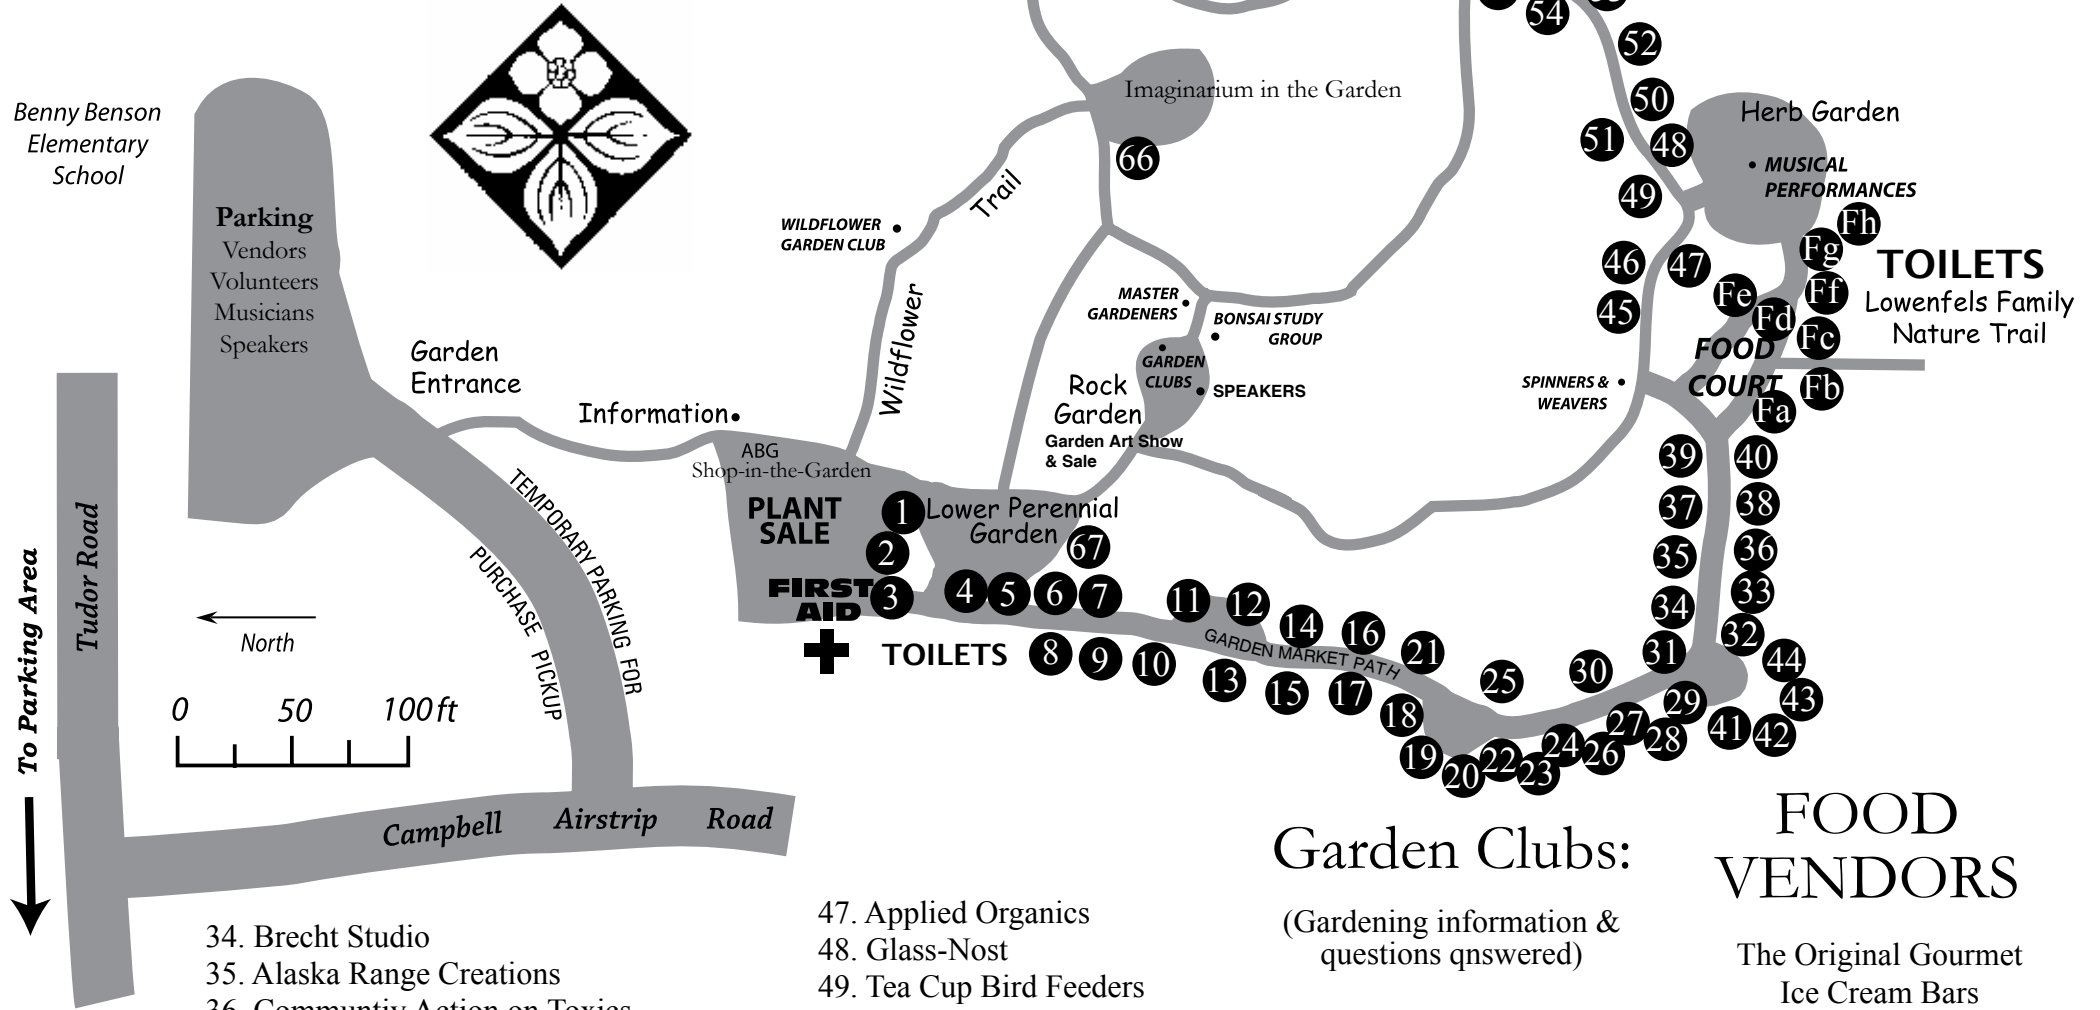 54
52
50
51
48
49
46
47
45
Herb Garden
• MUSICAL
PERFORMANCES
Fh
Fg
Ff
Fe
Fd
Fc
Fb
Fa
FOOD
COURT
TOILETS
Lowenfels Family
Nature Trail
Benny Benson
Elementary
School
Parking
Vendors
Volunteers
Musicians
Speakers
Imaginarium in the Garden
66
Wildflower Trail
WILDFLOWER
GARDEN CLUB
MASTER
GARDENERS
BONSAI STUDY
GROUP
GARDEN
CLUBS
SPEAKERS
Rock
Garden
Garden Art Show
& Sale
SPINNERS &
WEAVERS
Garden
Entrance
Information
ABG
Shop-in-the-Garden
PLANT
SALE
FIRST
AID
TOILETS
Lower Perennial
Garden
67
1
2
3
4
5
6
7
8
9
10
11
12
13
14
15
16
17
18
19
20
21
22
23
24
25
26
27
28
29
30
31
32
33
34
35
36
37
38
39
40
41
42
43
44
GARDEN MARKET PATH
TEMPORARY PARKING FOR
PURCHASE PICKUP
Tudor Road
To Parking Area
North
0 50 100 ft
Campbell Airstrip Road
34. Brecht Studio
35. Alaska Range Creations
36. Communtiy Action on Toxics
47. Applied Organics
48. Glass-Nost
49. Tea Cup Bird Feeders
Garden Clubs:
(Gardening information &
questions qnswered)
FOOD
VENDORS
The Original Gourmet
Ice Cream Bars